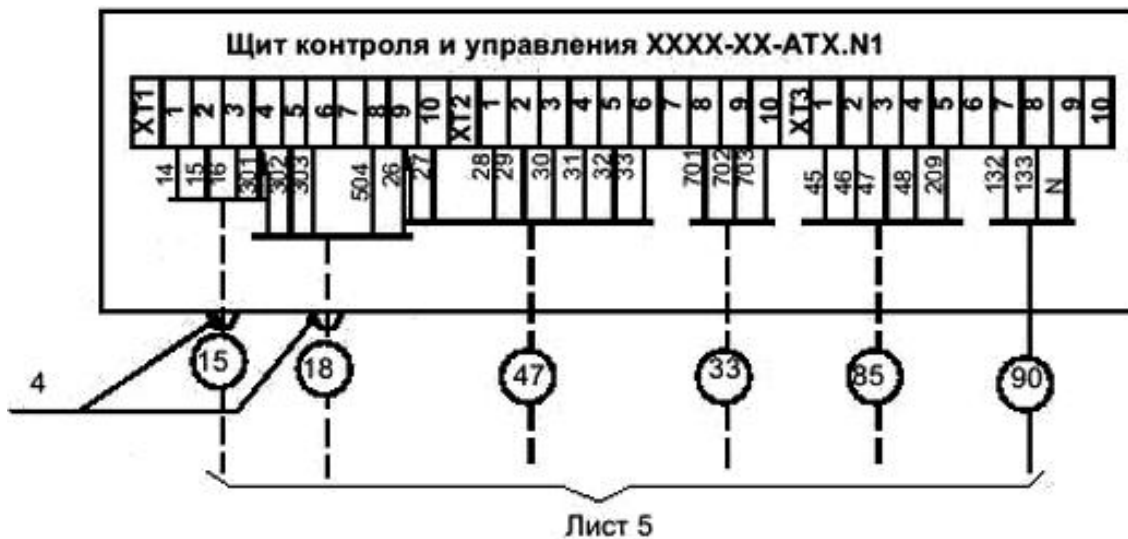 Щит контроля и управления XXXX-XX-ATX.N1
XT1 1 2 3 4 5 6 7 8 9 10 XT2 1 2 3 4 5 6 7 8 9 10 XT3 1 2 3 4 5 6 7 8 9 10
14 15 16 301 302 303 504 26 27 28 29 30 31 32 33 701 702 703 45 46 47 48 209 132 133 N
4 15 18 47 33 85 90
Лист 5